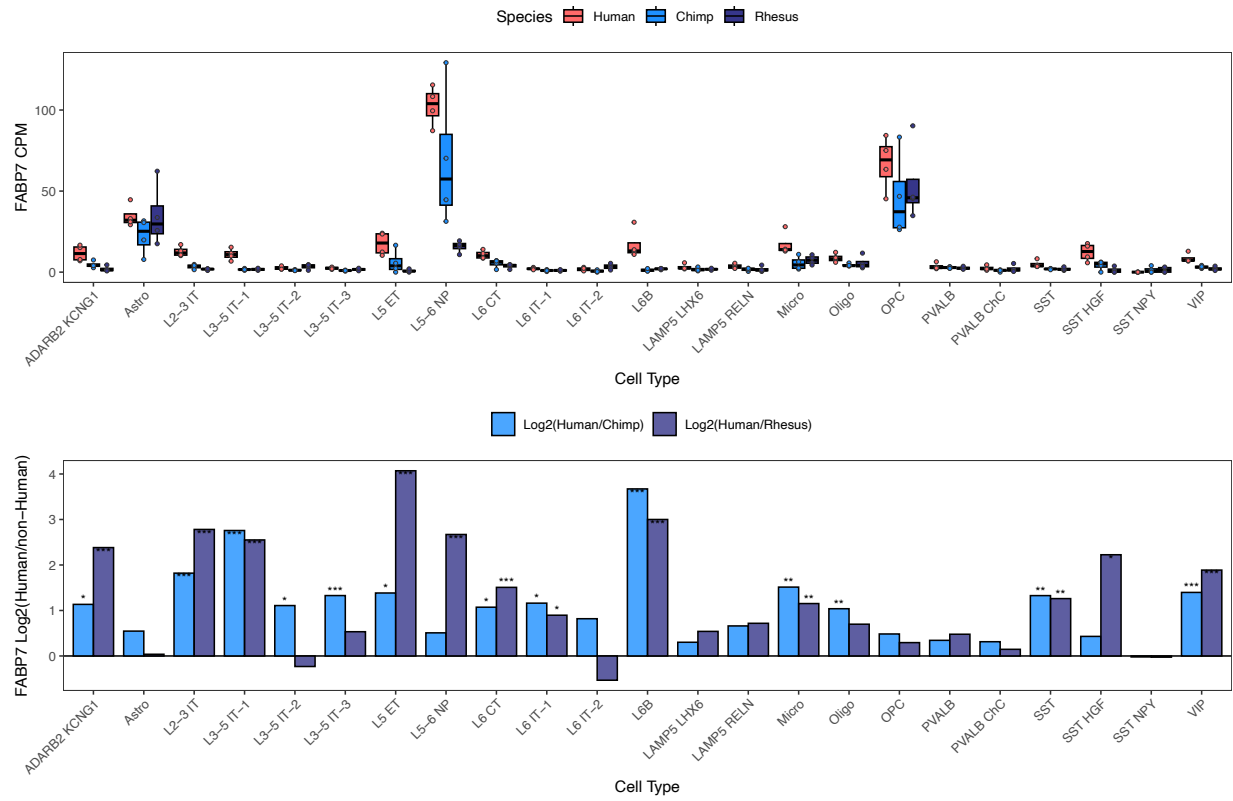 Species Human Chimp Rhesus
FABP7 CPM
100
50
0
ADARB2 KCNG1 Astro L2−3 IT L3−5 IT−1 L3−5 IT−2 L3−5 IT−3 L5 ET L5−6 NP L6 CT L6 IT−1 L6 IT−2 L6B LAMP5 LHX6 LAMP5 RELN Micro Oligo OPC PVALB PVALB ChC SST SST HGF SST NPY VIP
Cell Type
Log2(Human/Chimp) Log2(Human/Rhesus)
FABP7 Log2(Human/non−Human)
4
3
2
1
0
* *** *** *** *** *** * *** * *** *** * *** * * *** *** ** ** ** ** ** * *** ***
ADARB2 KCNG1 Astro L2−3 IT L3−5 IT−1 L3−5 IT−2 L3−5 IT−3 L5 ET L5−6 NP L6 CT L6 IT−1 L6 IT−2 L6B LAMP5 LHX6 LAMP5 RELN Micro Oligo OPC PVALB PVALB ChC SST SST HGF SST NPY VIP
Cell Type